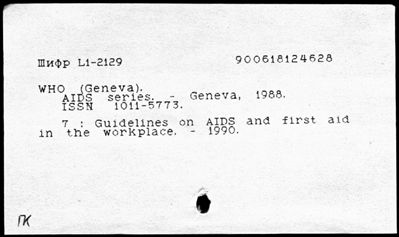 Шифр L1-2129 900618124628
WHO (Geneva).
AIDS series. - Geneva, 1988.
ISSN 1011-5773.
7 : Guidelines on AIDS and first aid
in the workplace. - 1990.
ПК